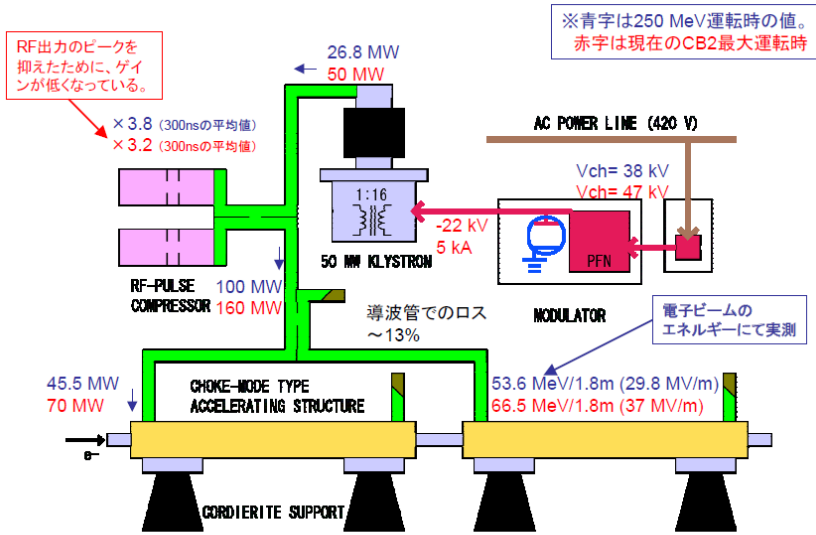 RF出力のピークを
抑えたために、ゲイ
ンが低くなっている。
※青字は250 MeV運転時の値。
赤字は現在のCB2最大運転時
26.8 MW
50 MW
×3.8（300nsの平均値）
×3.2（300nsの平均値）
AC POWER LINE (420 V)
Vch= 38 kV
Vch= 47 kV
1:16
-22 kV
5 kA
PFN
50 MW KLYSTRON
RF-PULSE
COMPRESSOR
100 MW
160 MW
MODULATOR
導波管でのロス
～13%
電子ビームの
エネルギーにて実測
45.5 MW
70 MW
CHOKE-MODE TYPE
ACCELERATING STRUCTURE
53.6 MeV/1.8m (29.8 MV/m)
66.5 MeV/1.8m (37 MV/m)
e-
CORDIERITE SUPPORT